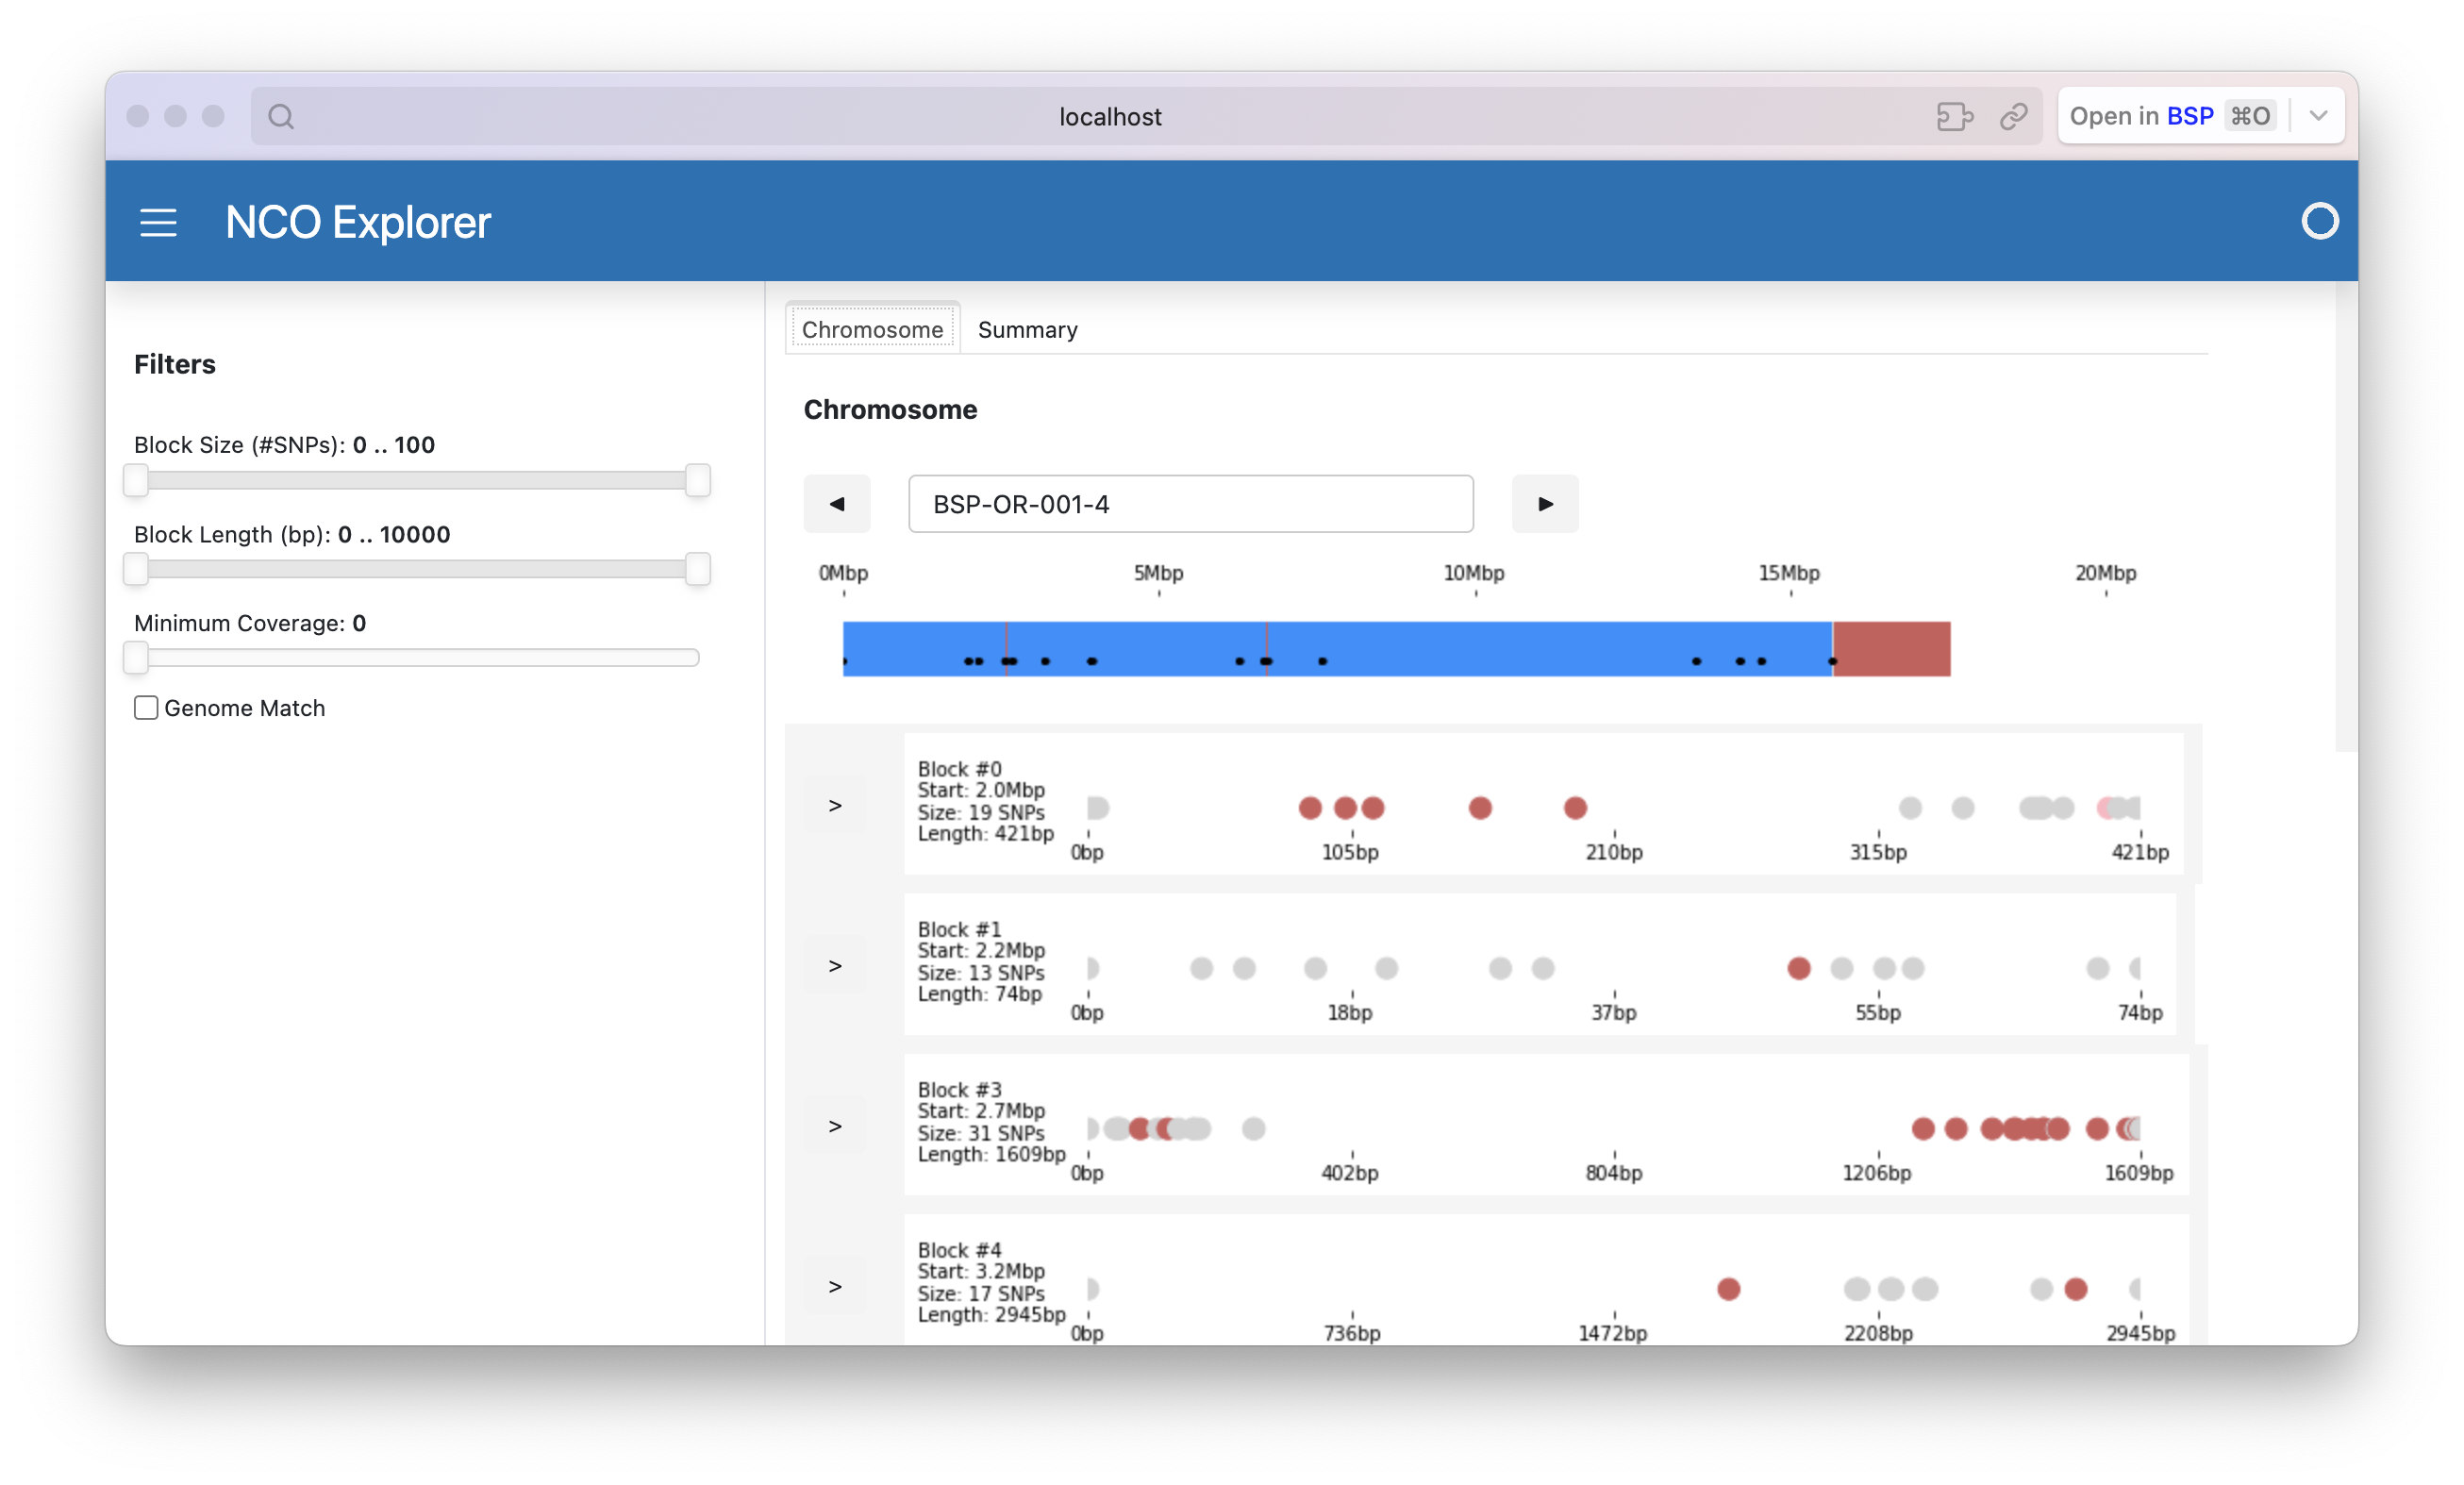 localhost
Open in BSP ⌘O
NCO Explorer
Filters
Block Size (#SNPs): 0 .. 100
Block Length (bp): 0 .. 10000
Minimum Coverage: 0
Genome Match
Chromosome Summary
Chromosome
◄ BSP-OR-001-4 ►
0Mbp 5Mbp 10Mbp 15Mbp 20Mbp
>
Block #0
Start: 2.0Mbp
Size: 19 SNPs
Length: 421bp
0bp 105bp 210bp 315bp 421bp
>
Block #1
Start: 2.2Mbp
Size: 13 SNPs
Length: 74bp
0bp 18bp 37bp 55bp 74bp
>
Block #3
Start: 2.7Mbp
Size: 31 SNPs
Length: 1609bp
0bp 402bp 804bp 1206bp 1609bp
>
Block #4
Start: 3.2Mbp
Size: 17 SNPs
Length: 2945bp
0bp 736bp 1472bp 2208bp 2945bp